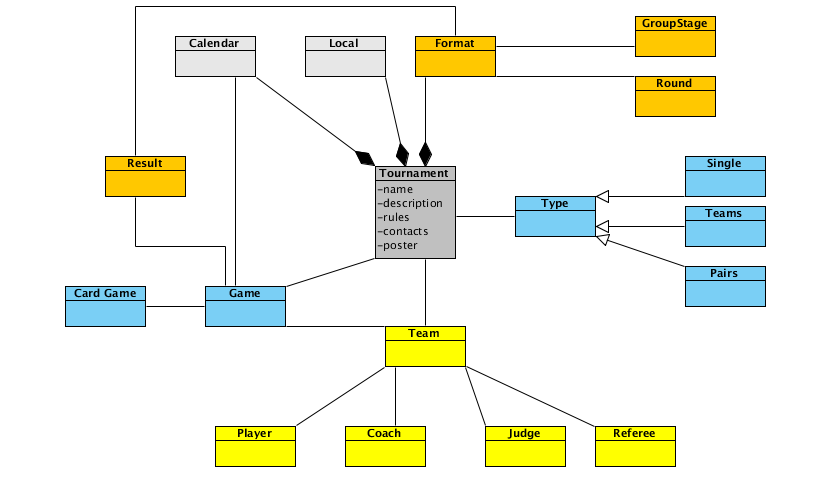 GroupStage
Calendar
Local
Format
Round
Result
Tournament
-name
-description
-rules
-contacts
-poster
Type
Single
Teams
Pairs
Card Game
Game
Team
Player
Coach
Judge
Referee